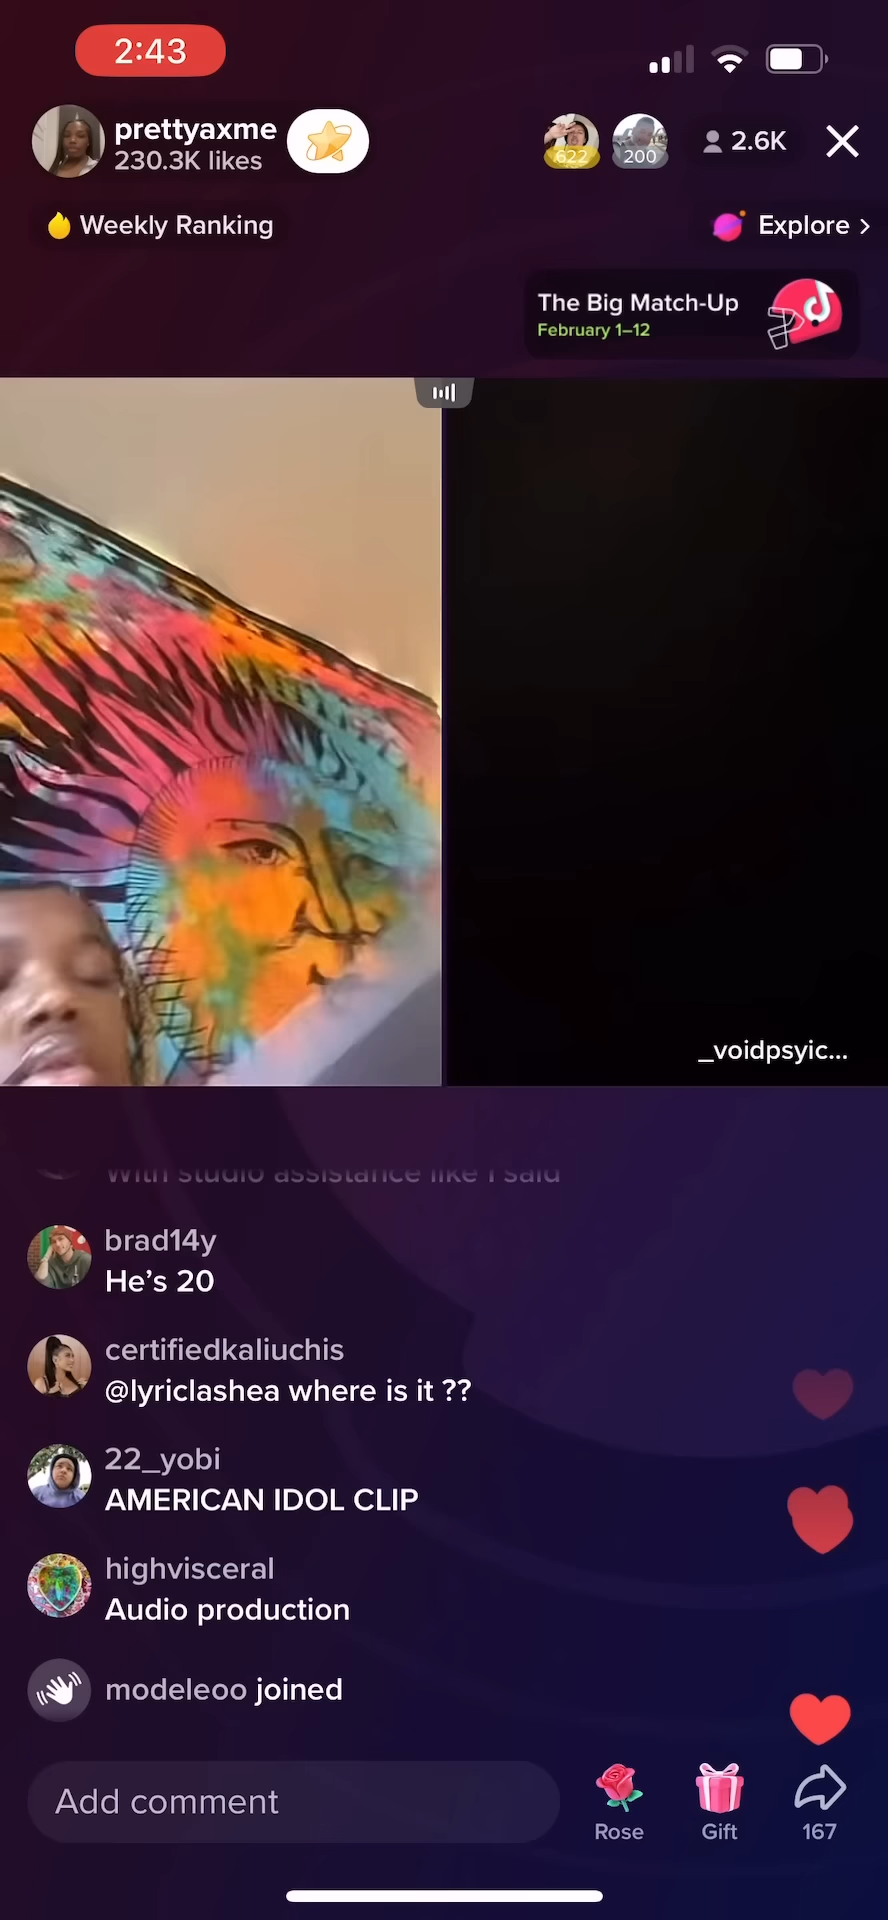 2:43
prettyaxme
230.3K likes
622
200
2.6K
Weekly Ranking
Explore >
The Big Match-Up
February 1–12
_voidpsyic...
With studio assistance like I said
brad14y
He's 20
certifiedkaliuchis
@lyriclashea where is it ??
22_yobi
AMERICAN IDOL CLIP
highvisceral
Audio production
modeleoo joined
Add comment
Rose
Gift
167